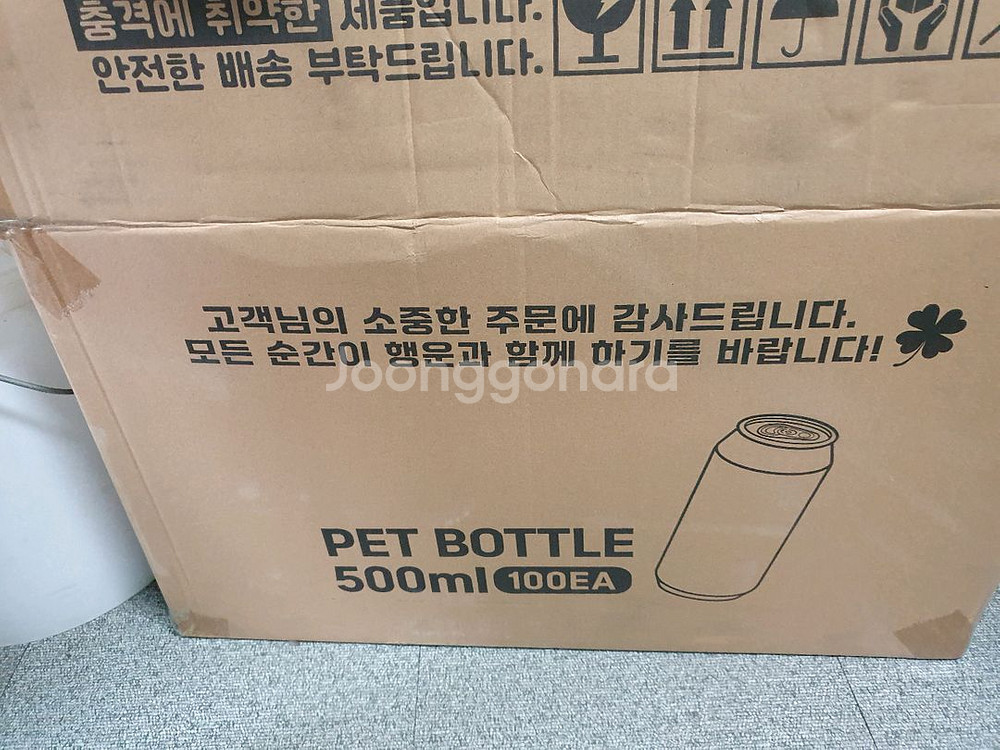 충격에 취약한 제품입니다.
안전한 배송 부탁드립니다.
고객님의 소중한 주문에 감사드립니다.
모든 순간이 행운과 함께 하기를 바랍니다!
Joonggonara
PET BOTTLE
500ml 100EA